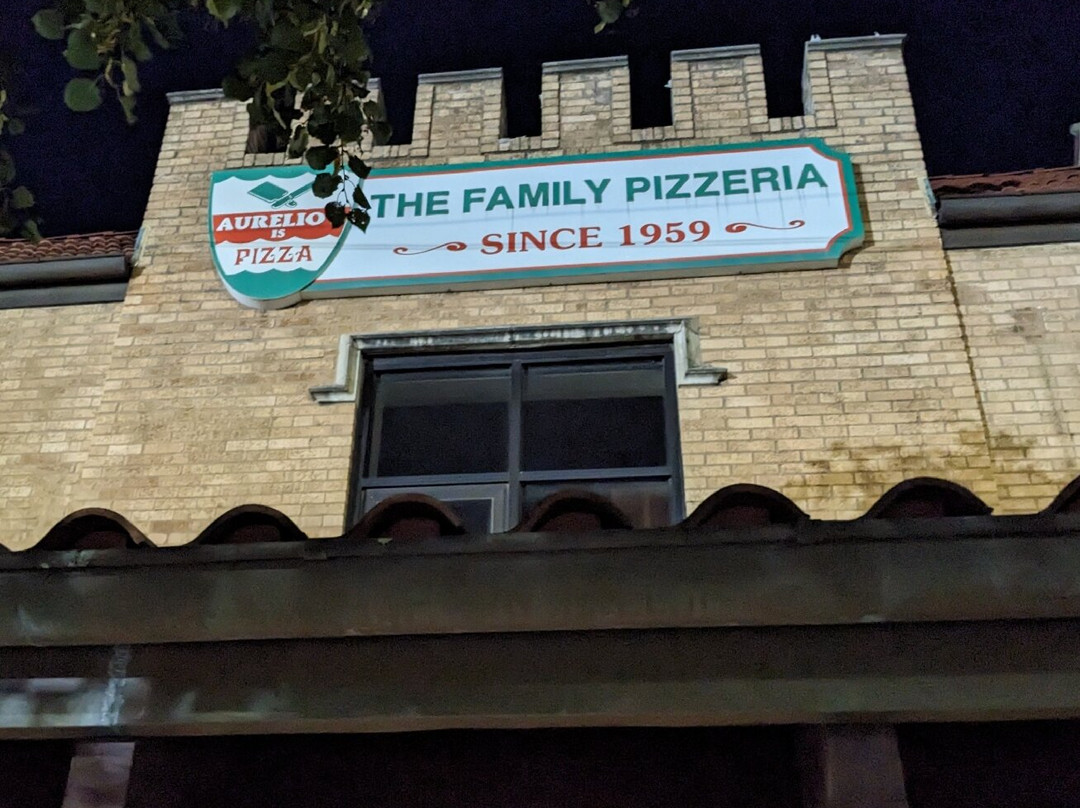 AURELIO
IS
PIZZA
THE FAMILY PIZZERIA
SINCE 1959